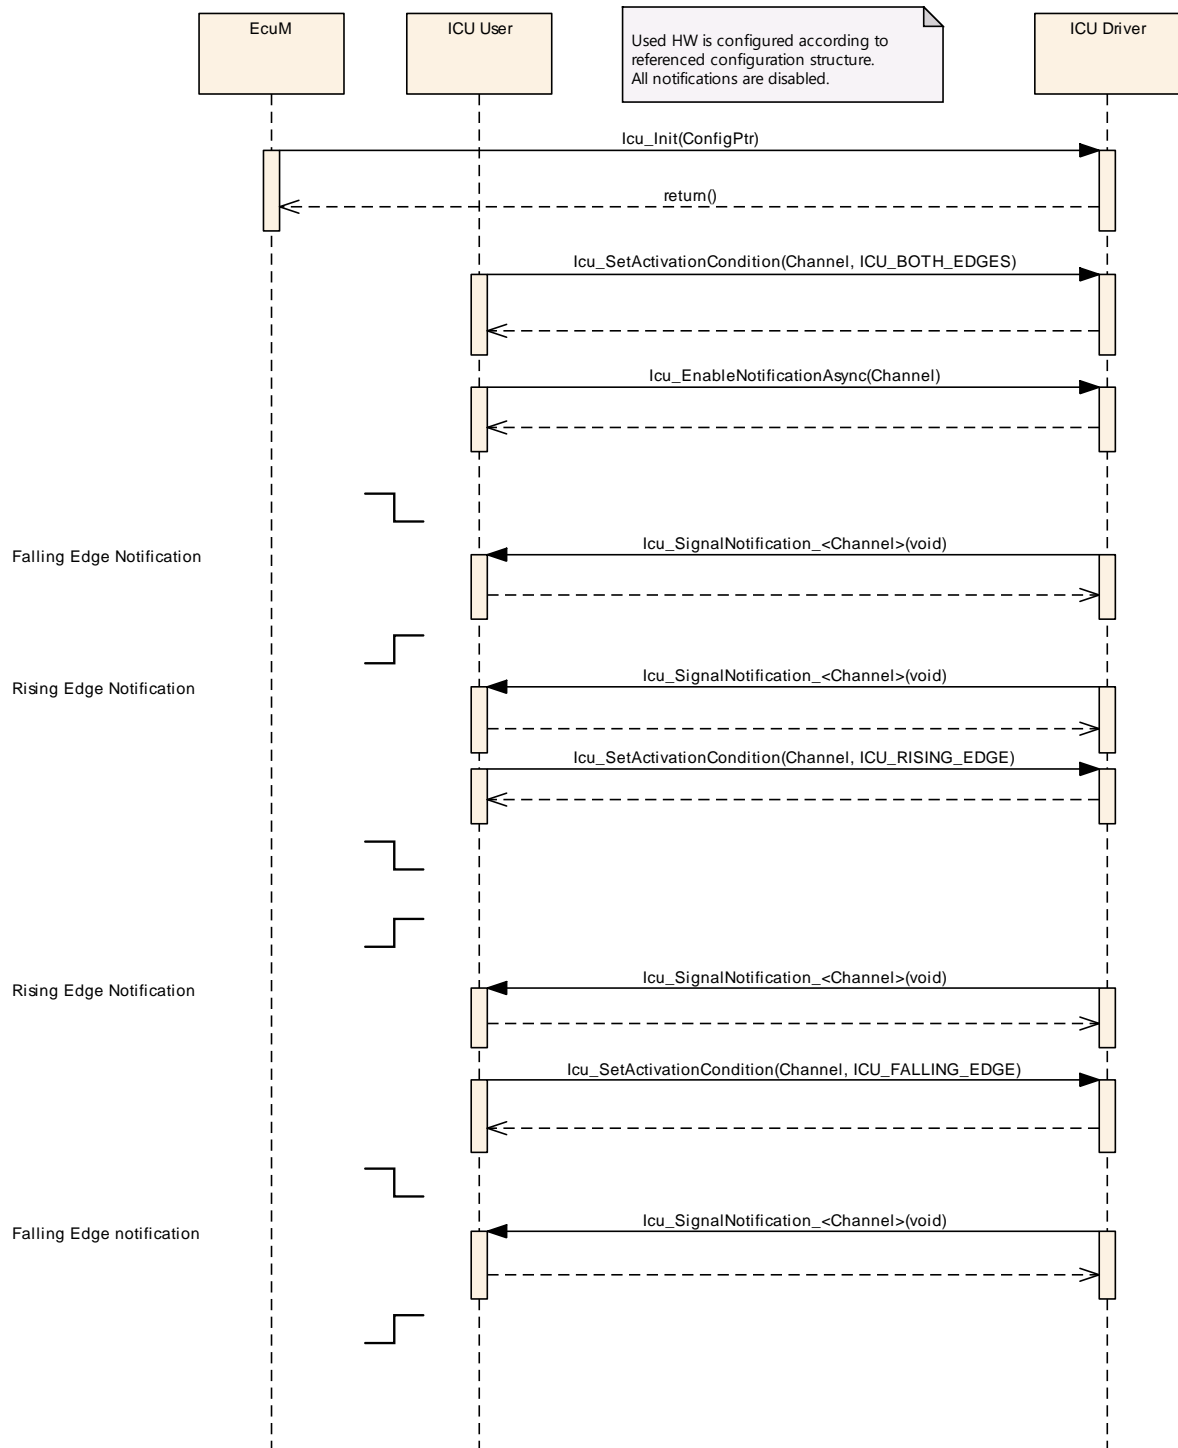 EcuM
ICU User
Used HW is configured according to
referenced configuration structure.
All notifications are disabled.
ICU Driver
Icu_Init(ConfigPtr)
return()
Icu_SetActivationCondition(Channel, ICU_BOTH_EDGES)
Icu_EnableNotificationAsync(Channel)
Icu_SignalNotification_<Channel>(void)
Falling Edge Notification
Icu_SignalNotification_<Channel>(void)
Rising Edge Notification
Icu_SetActivationCondition(Channel, ICU_RISING_EDGE)
Icu_SignalNotification_<Channel>(void)
Rising Edge Notification
Icu_SetActivationCondition(Channel, ICU_FALLING_EDGE)
Icu_SignalNotification_<Channel>(void)
Falling Edge notification